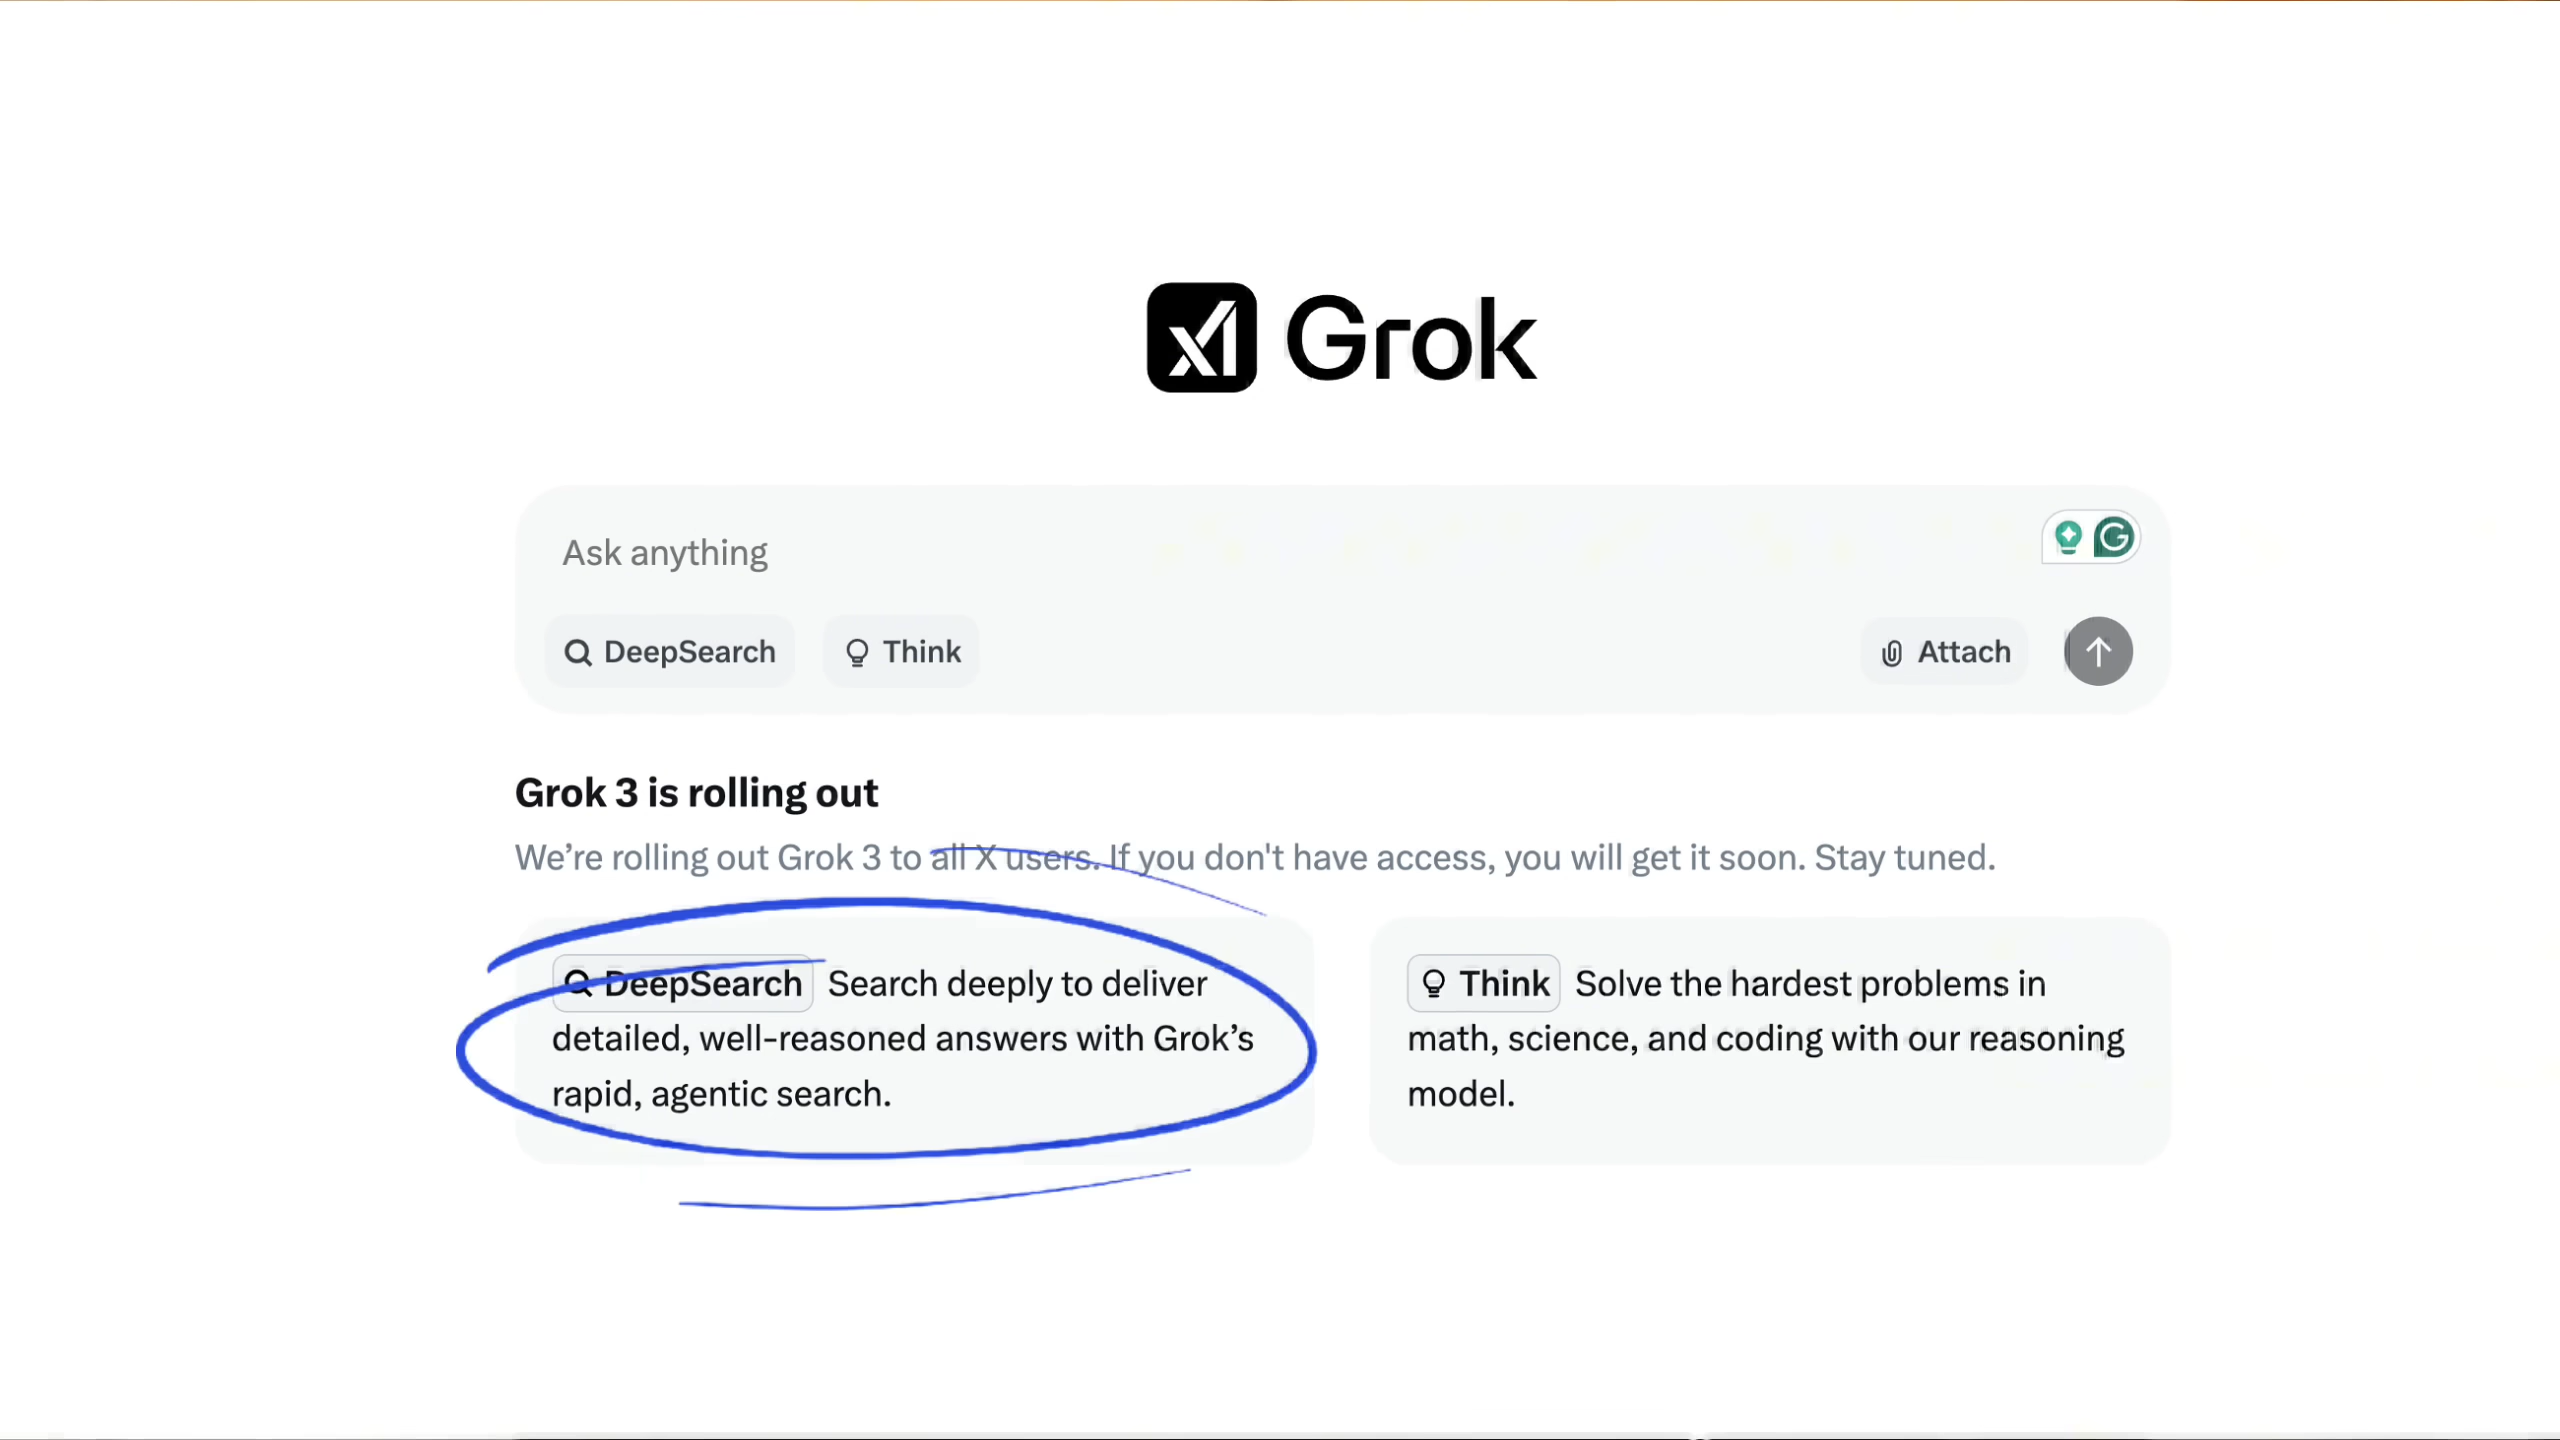 xI Grok
Ask anything
DeepSearch Think Attach
Grok 3 is rolling out
We’re rolling out Grok 3 to all X users. If you don't have access, you will get it soon. Stay tuned.
DeepSearch Search deeply to deliver
detailed, well-reasoned answers with Grok’s
rapid, agentic search.
Think Solve the hardest problems in
math, science, and coding with our reasoning
model.